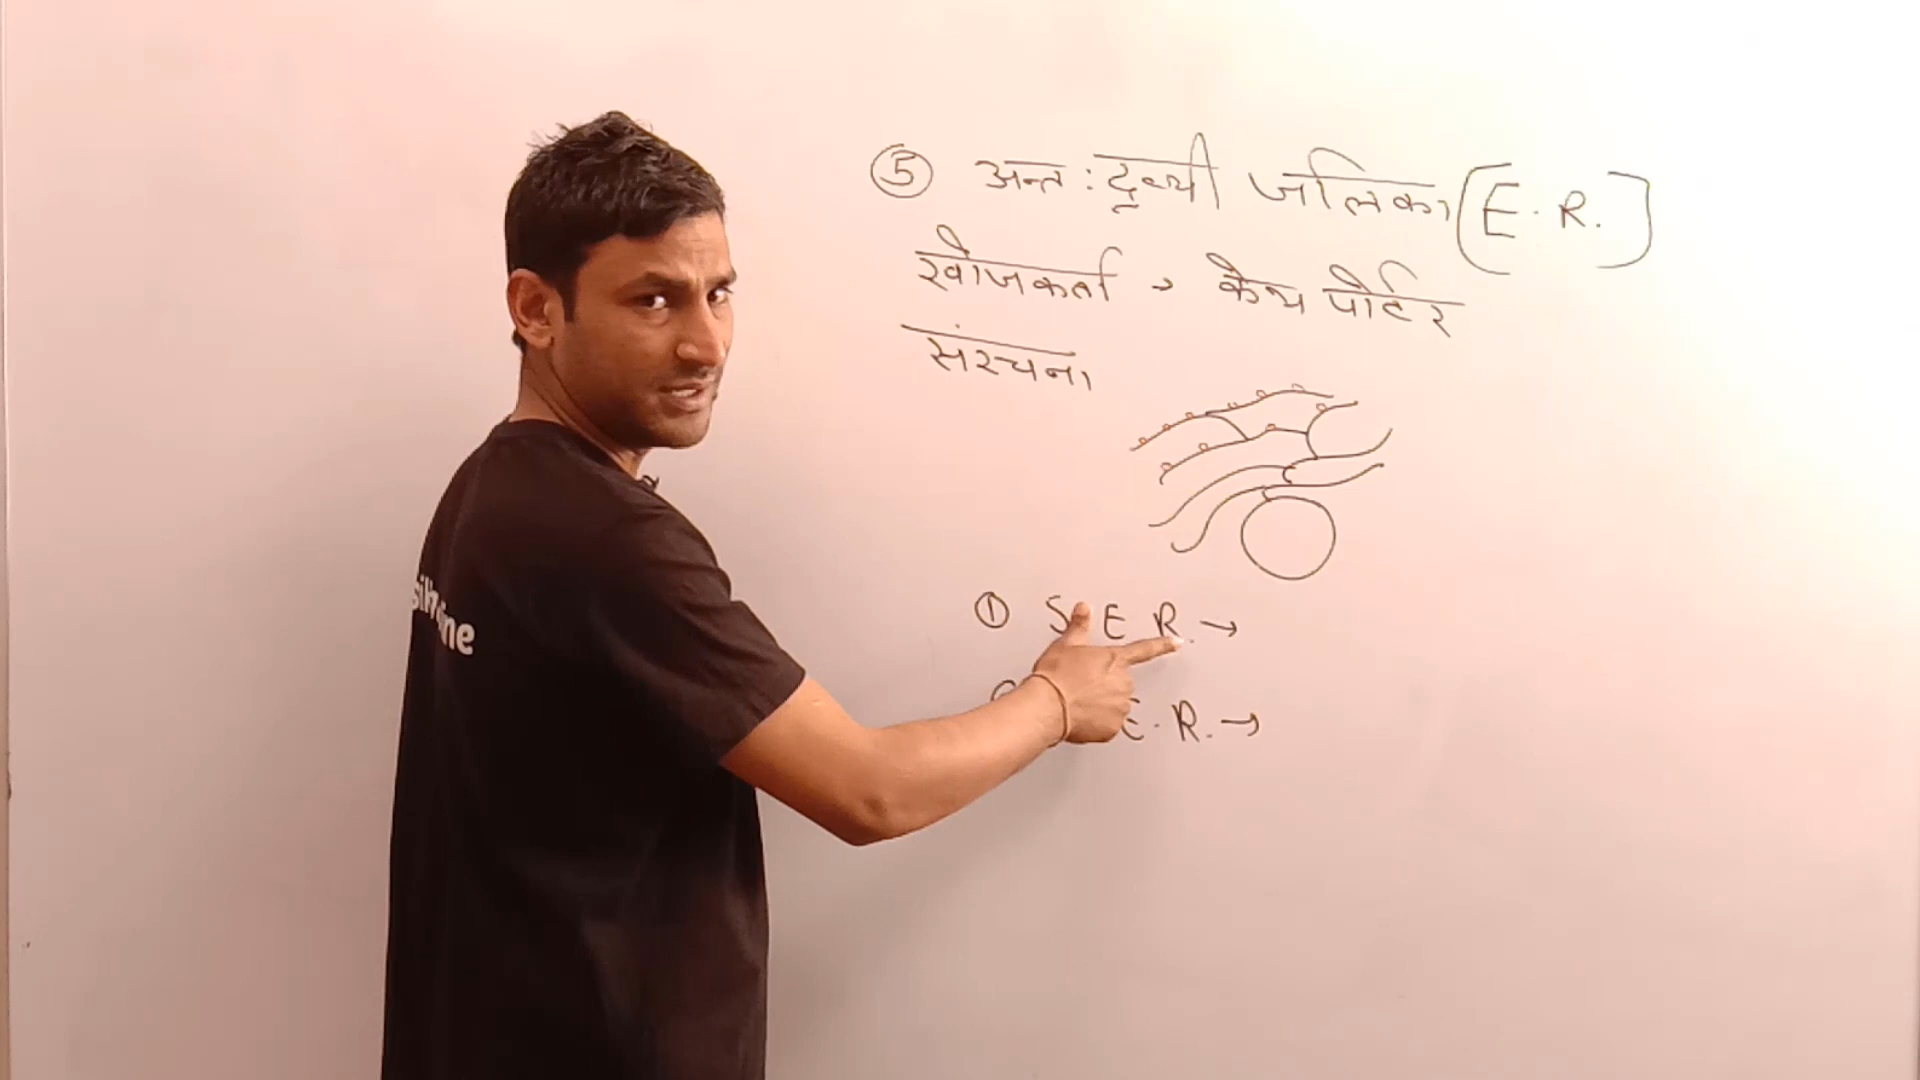 ⑤ अन्त: द्रव्यी जालिका [E.R.]
खोजकर्ता → कैथ पोर्टर
संरचना
① S. E R. →
E.R. →